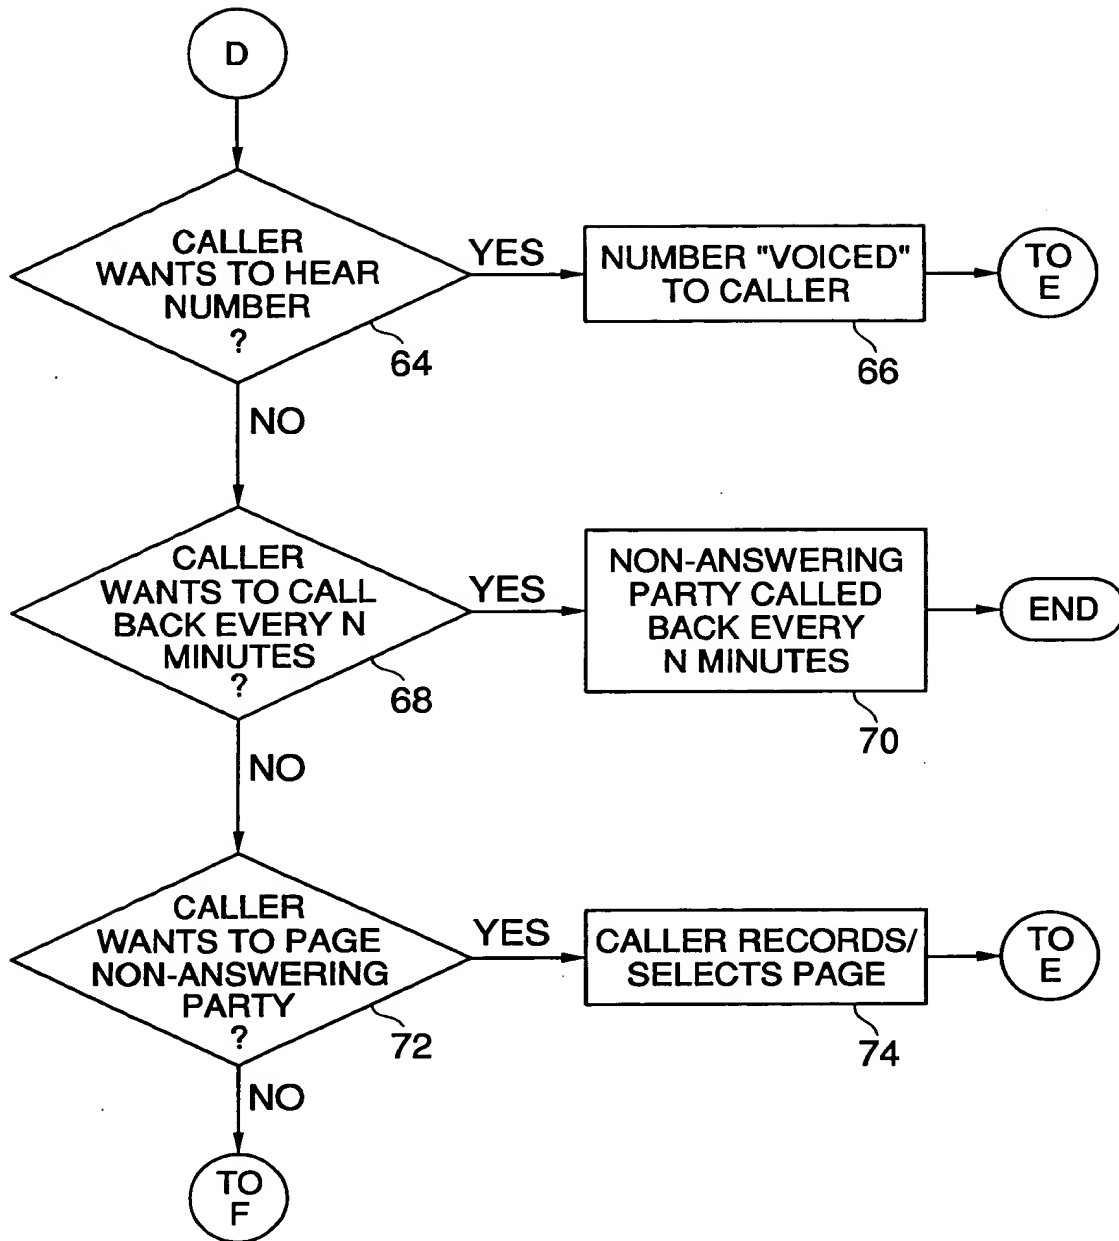 D
CALLER
WANTS TO HEAR
NUMBER
?
64
YES
NUMBER "VOICED"
TO CALLER
66
TO
E
NO
CALLER
WANTS TO CALL
BACK EVERY N
MINUTES
?
68
YES
NON-ANSWERING
PARTY CALLED
BACK EVERY
N MINUTES
70
END
NO
CALLER
WANTS TO PAGE
NON-ANSWERING
PARTY
?
72
YES
CALLER RECORDS/
SELECTS PAGE
74
TO
E
NO
TO
F